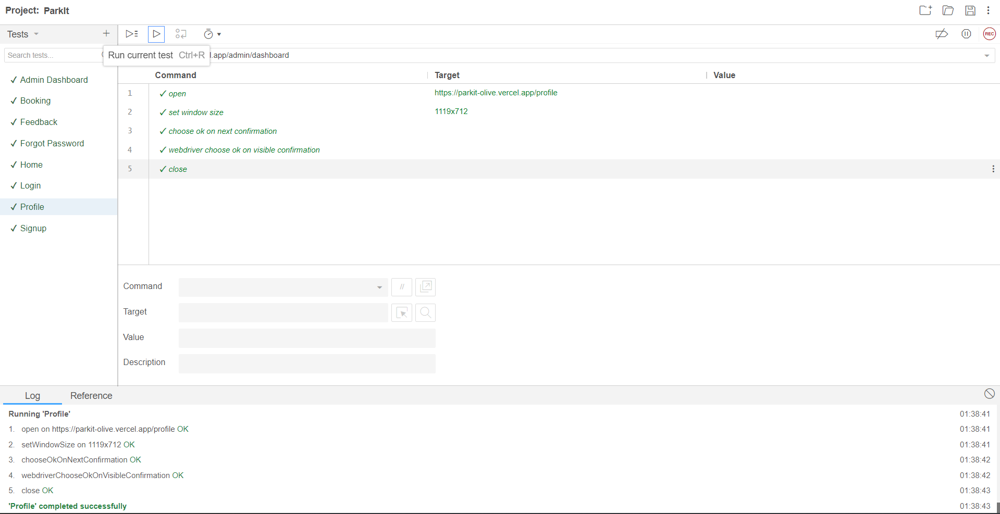 Project: ParkIt
Tests
Run current test Ctrl+R
l.app/admin/dashboard
REC
Search tests...
Admin Dashboard
Booking
Feedback
Forgot Password
Home
Login
Profile
Signup
Command Target Value
1 open https://parkit-olive.vercel.app/profile
2 set window size 1119x712
3 choose ok on next confirmation
4 webdriver choose ok on visible confirmation
5 close
Command
//
Target
Value
Description
Log Reference
Running 'Profile' 01:38:41
1. open on https://parkit-olive.vercel.app/profile OK 01:38:41
2. setWindowSize on 1119x712 OK 01:38:41
3. chooseOkOnNextConfirmation OK 01:38:42
4. webdriverChooseOkOnVisibleConfirmation OK 01:38:42
5. close OK 01:38:43
'Profile' completed successfully 01:38:43